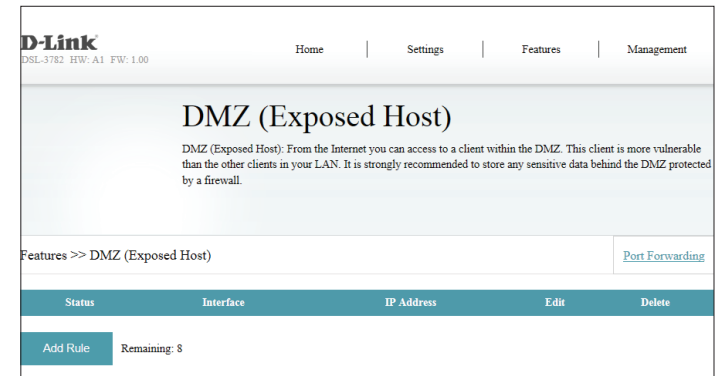 D-Link
DSL-3782 HW: A1 FW: 1.00
Home Settings Features Management
DMZ (Exposed Host)
DMZ (Exposed Host): From the Internet you can access to a client within the DMZ. This client is more vulnerable
than the other clients in your LAN. It is strongly recommended to store any sensitive data behind the DMZ protected
by a firewall.
Features >> DMZ (Exposed Host) Port Forwarding
Status Interface IP Address Edit Delete
Add Rule Remaining: 8